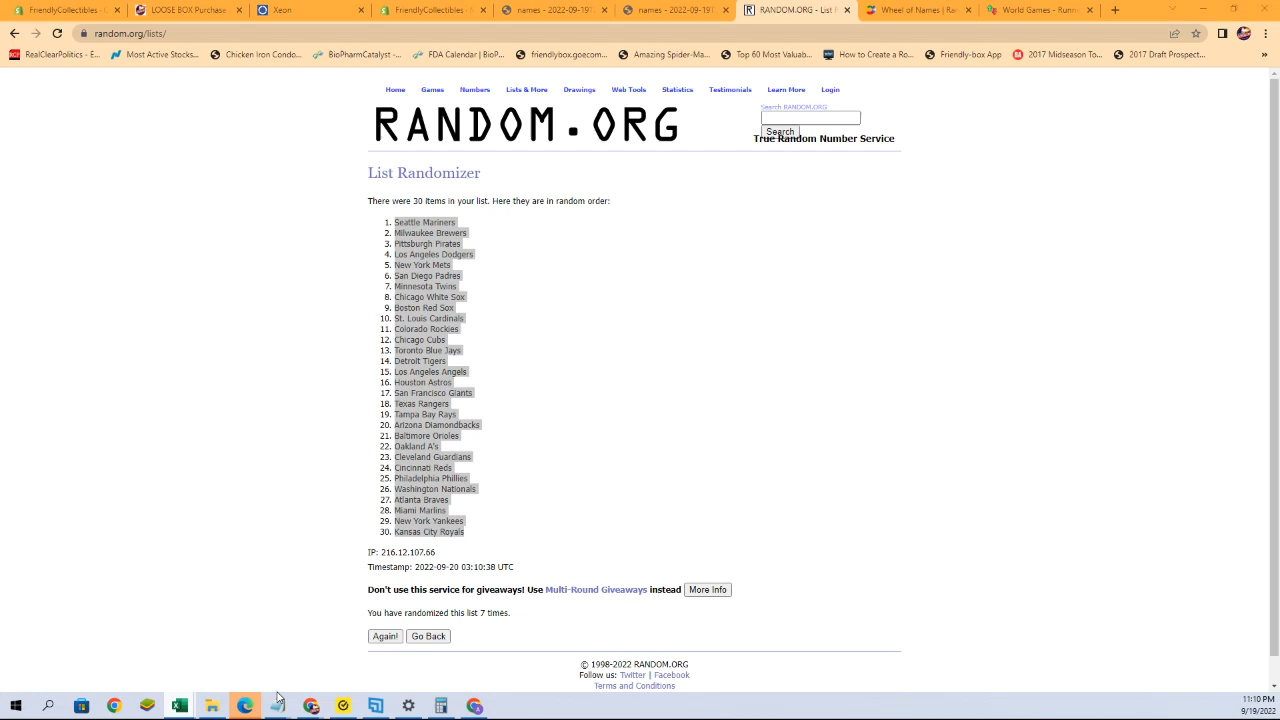 FriendlyCollectibles · C
LOOSE BOX Purchase
Xeon
FriendlyCollectibles · S
names - 2022-09-19T
names - 2022-09-19T
RANDOM.ORG - List R
Wheel of Names | Ra
World Games - Runne
random.org/lists/
RealClearPolitics - E...
Most Active Stocks...
Chicken Iron Condo...
BioPharmCatalyst -...
FDA Calendar | BioP...
friendlybox.goecom...
Amazing Spider-Ma...
Top 60 Most Valuab...
How to Create a Ro...
Friendly-box App
2017 Midseason To...
2017 Draft Prospect...
Home Games Numbers Lists & More Drawings Web Tools Statistics Testimonials Learn More Login
RANDOM.ORG
Search RANDOM.ORG
Search
True Random Number Service
List Randomizer
There were 30 items in your list. Here they are in random order:
1. Seattle Mariners
2. Milwaukee Brewers
3. Pittsburgh Pirates
4. Los Angeles Dodgers
5. New York Mets
6. San Diego Padres
7. Minnesota Twins
8. Chicago White Sox
9. Boston Red Sox
10. St. Louis Cardinals
11. Colorado Rockies
12. Chicago Cubs
13. Toronto Blue Jays
14. Detroit Tigers
15. Los Angeles Angels
16. Houston Astros
17. San Francisco Giants
18. Texas Rangers
19. Tampa Bay Rays
20. Arizona Diamondbacks
21. Baltimore Orioles
22. Oakland A's
23. Cleveland Guardians
24. Cincinnati Reds
25. Philadelphia Phillies
26. Washington Nationals
27. Atlanta Braves
28. Miami Marlins
29. New York Yankees
30. Kansas City Royals
IP: 216.12.107.66
Timestamp: 2022-09-20 03:10:38 UTC
Don't use this service for giveaways! Use Multi-Round Giveaways instead More Info
You have randomized this list 7 times.
Again! Go Back
© 1998-2022 RANDOM.ORG
Follow us: Twitter | Facebook
Terms and Conditions
11:10 PM
9/19/2022